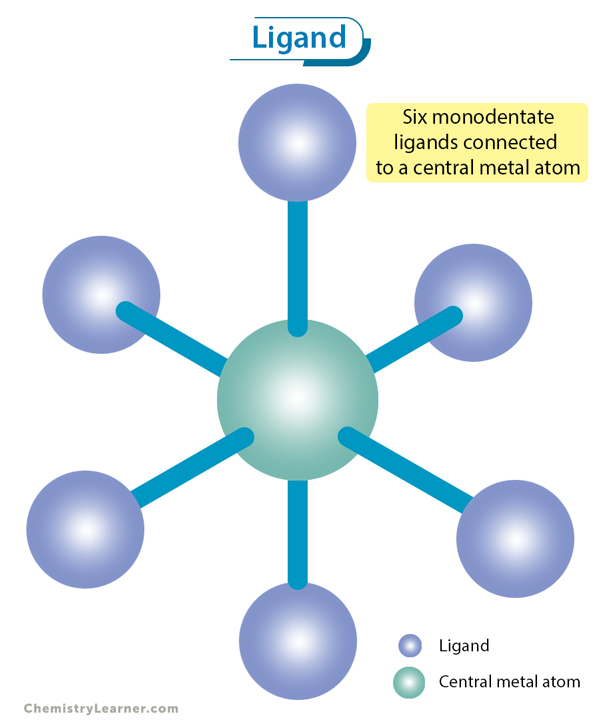 Ligand
Six monodentate
ligands connected
to a central metal atom
Ligand
Central metal atom
ChemistryLearner.com